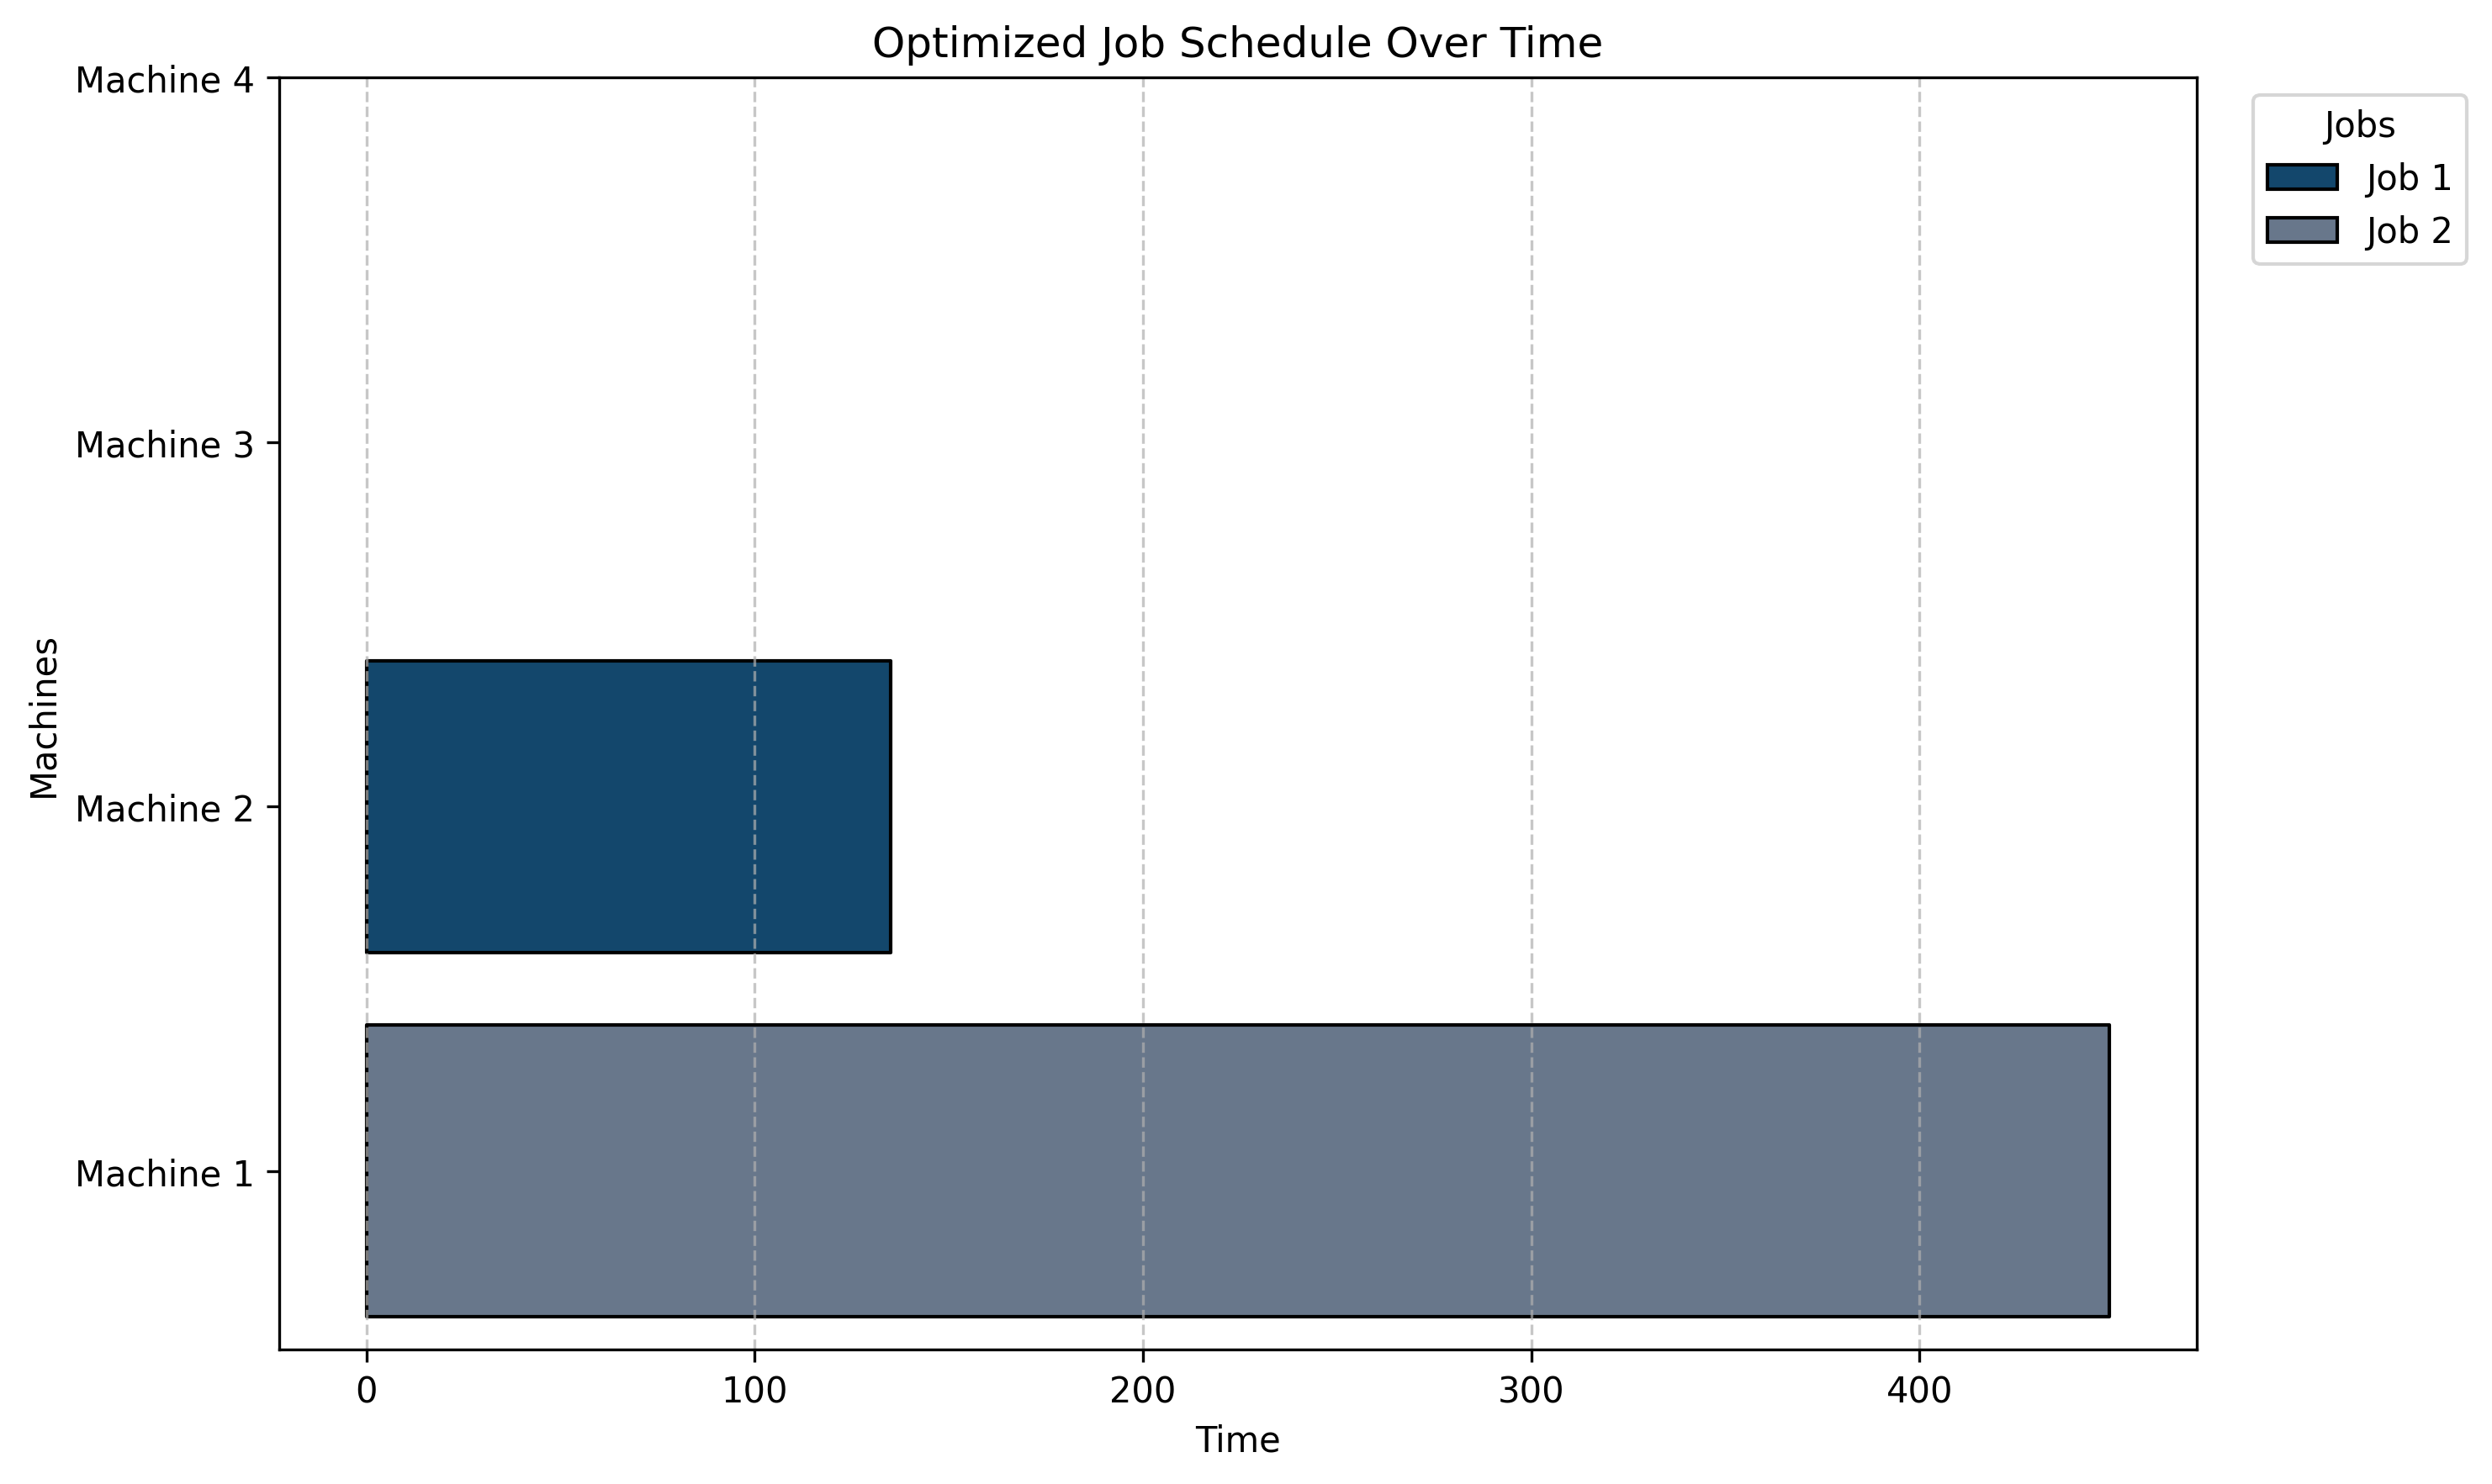 Optimized Job Schedule Over Time
Machine 4
Machine 3
Machine 2
Machine 1
Machines
0 100 200 300 400
Time
Jobs
Job 1
Job 2